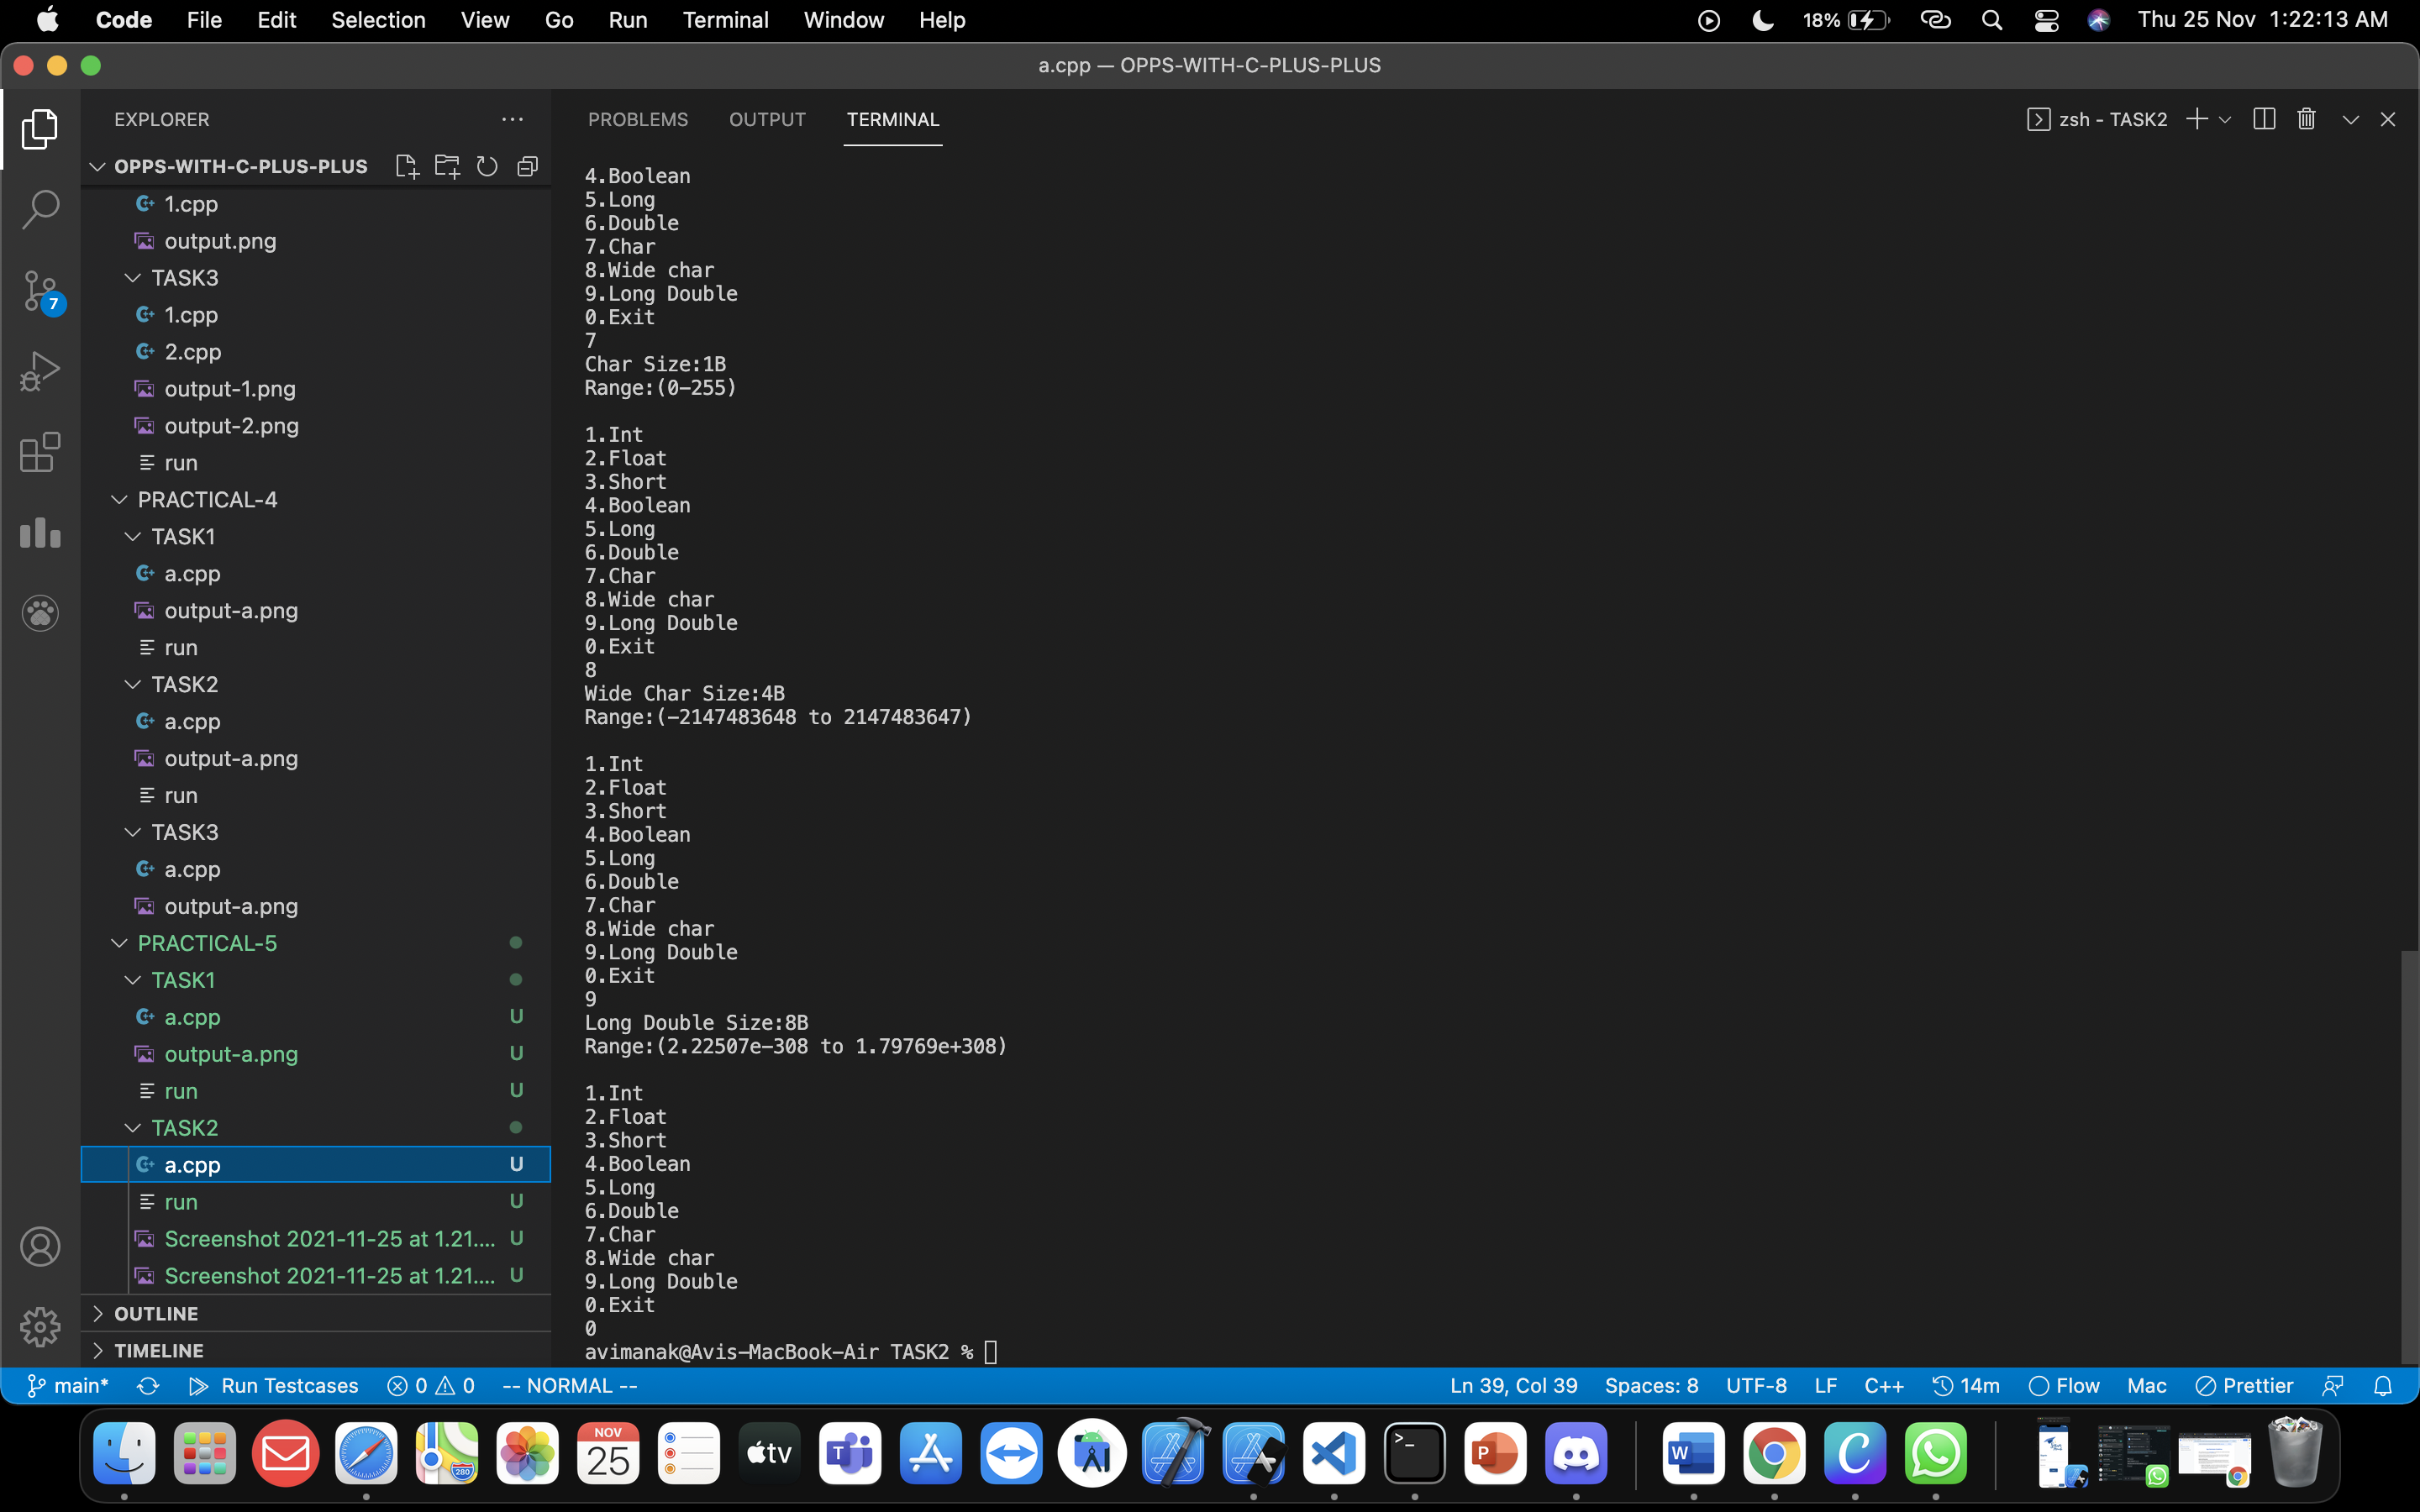 Code File Edit Selection View Go Run Terminal Window Help 18% Thu 25 Nov 1:22:13 AM
a.cpp — OPPS-WITH-C-PLUS-PLUS
EXPLORER
OPPS-WITH-C-PLUS-PLUS
1.cpp
output.png
TASK3
1.cpp
2.cpp
output-1.png
output-2.png
run
PRACTICAL-4
TASK1
a.cpp
output-a.png
run
TASK2
a.cpp
output-a.png
run
TASK3
a.cpp
output-a.png
PRACTICAL-5
TASK1
a.cpp U
output-a.png U
run U
TASK2
a.cpp U
run U
Screenshot 2021-11-25 at 1.21.... U
Screenshot 2021-11-25 at 1.21.... U
OUTLINE
TIMELINE
7
PROBLEMS OUTPUT TERMINAL zsh - TASK2
4.Boolean
5.Long
6.Double
7.Char
8.Wide char
9.Long Double
0.Exit
7
Char Size:1B
Range:(0-255)
1.Int
2.Float
3.Short
4.Boolean
5.Long
6.Double
7.Char
8.Wide char
9.Long Double
0.Exit
8
Wide Char Size:4B
Range:(-2147483648 to 2147483647)
1.Int
2.Float
3.Short
4.Boolean
5.Long
6.Double
7.Char
8.Wide char
9.Long Double
0.Exit
9
Long Double Size:8B
Range:(2.22507e-308 to 1.79769e+308)
1.Int
2.Float
3.Short
4.Boolean
5.Long
6.Double
7.Char
8.Wide char
9.Long Double
0.Exit
0
avimanak@Avis-MacBook-Air TASK2 %
main* Run Testcases 0 0 -- NORMAL -- Ln 39, Col 39 Spaces: 8 UTF-8 LF C++ 14m Flow Mac Prettier
NOV
25
tv
T
280
>_
P
W
C